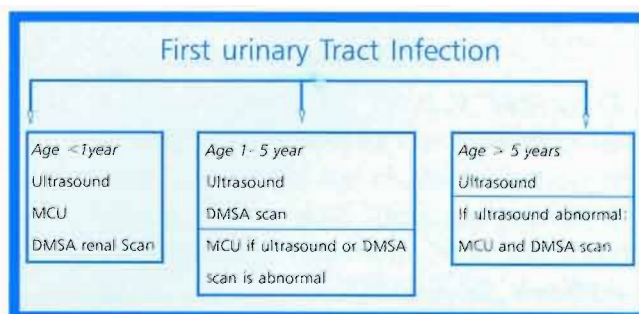 First urinary Tract Infection
Age <1year
Ultrasound
MCU
DMSA renal Scan
Age 1- 5 year
Ultrasound
DMSA scan
MCU if ultrasound or DMSA
scan is abnormal
Age > 5 years
Ultrasound
If ultrasound abnormal:
MCU and DMSA scan